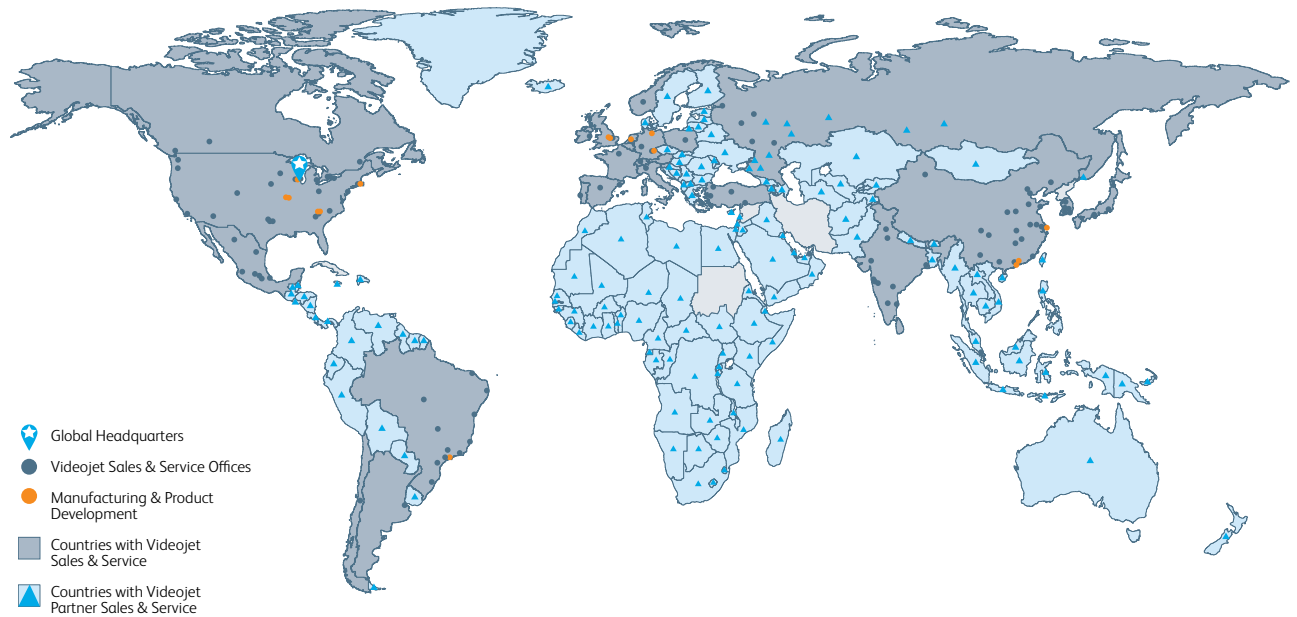 Global Headquarters
Videojet Sales & Service Offices
Manufacturing & Product
Development
Countries with Videojet
Sales & Service
Countries with Videojet
Partner Sales & Service